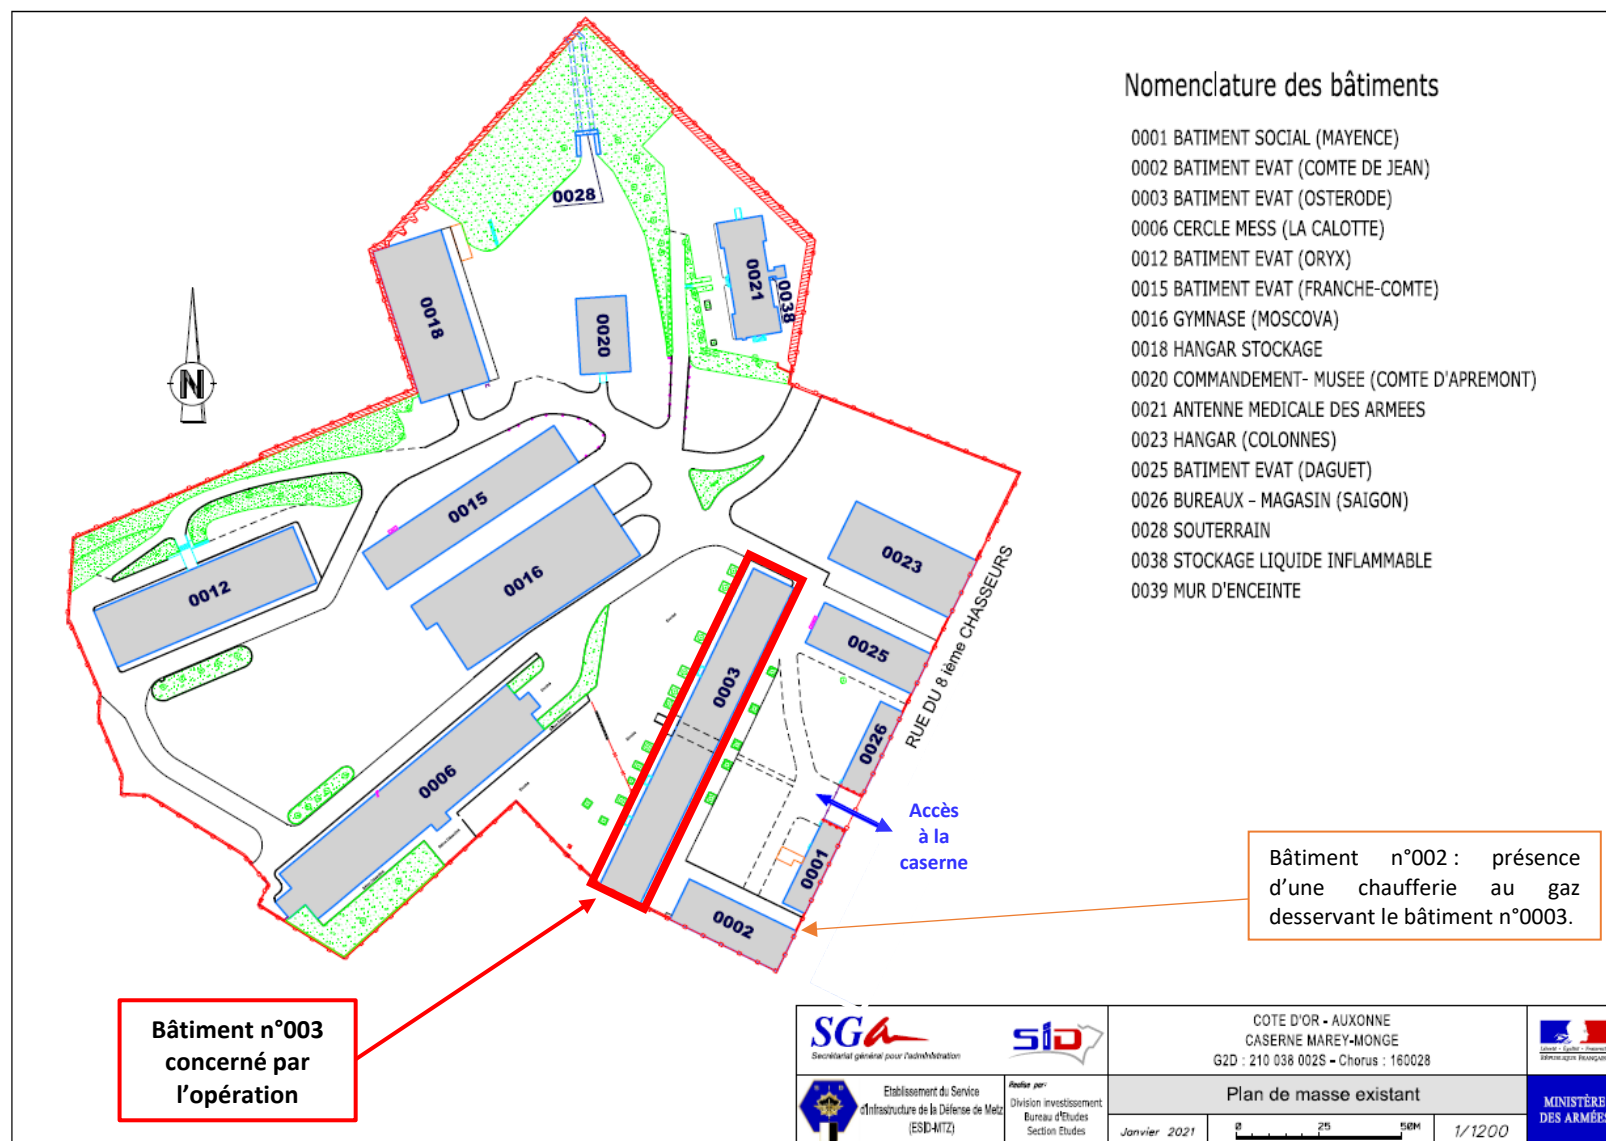 Nomenclature des bâtiments
0001 BATIMENT SOCIAL (MAYENCE)
0002 BATIMENT EVAT (COMTE DE JEAN)
0003 BATIMENT EVAT (OSTERODE)
0006 CERCLE MESS (LA CALOTTE)
0012 BATIMENT EVAT (ORYX)
0015 BATIMENT EVAT (FRANCHE-COMTE)
0016 GYMNASE (MOSCOVA)
0018 HANGAR STOCKAGE
0020 COMMANDEMENT- MUSEE (COMTE D'APREMONT)
0021 ANTENNE MEDICALE DES ARMEES
0023 HANGAR (COLONNES)
0025 BATIMENT EVAT (DAGUET)
0026 BUREAUX - MAGASIN (SAIGON)
0028 SOUTERRAIN
0038 STOCKAGE LIQUIDE INFLAMMABLE
0039 MUR D'ENCEINTE
0028
0018
0020
0021
0038
N
0015
0016
0012
0023
0025
0003
0026
0006
0001
0002
RUE DU 8 ième CHASSEURS
Accès
à la
caserne
Bâtiment n°002 : présence
d'une chaufferie au gaz
desservant le bâtiment n°0003.
Bâtiment n°003
concerné par
l'opération
SGA
Secrétariat général pour l'administration
SID
COTE D'OR - AUXONNE
CASERNE MAREY-MONGE
G2D : 210 038 002S - Chorus : 160028
Etablissement du Service
d'Infrastructure de la Défense de Metz
(ESID-MTZ)
Réalisé par:
Division investissement
Bureau d'Etudes
Section Etudes
Plan de masse existant
Janvier 2021
0 25 50M
1/1200
RÉPUBLIQUE FRANÇAISE
MINISTÈRE
DES ARMÉES